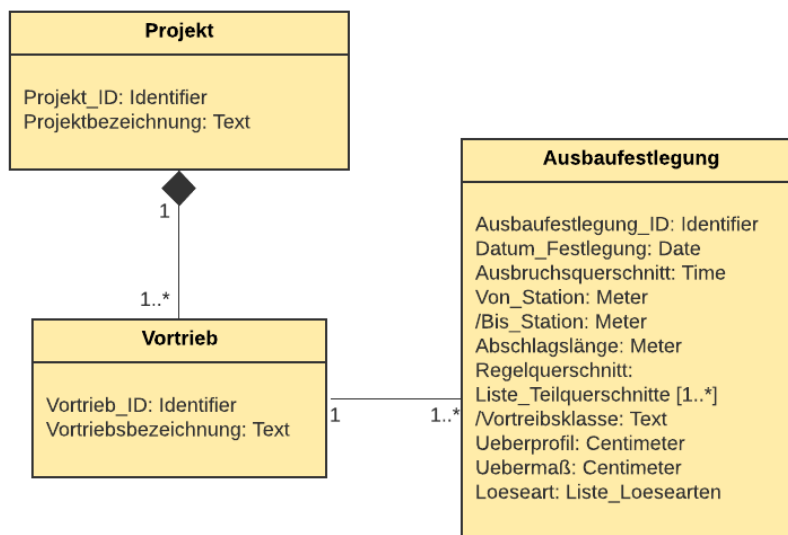 Projekt
Projekt_ID: Identifier
Projektbezeichnung: Text
1
1..*
Vortrieb
Vortrieb_ID: Identifier
Vortriebsbezeichnung: Text
1
1..*
Ausbaufestlegung
Ausbaufestlegung_ID: Identifier
Datum_Festlegung: Date
Ausbruchsquerschnitt: Time
Von_Station: Meter
/Bis_Station: Meter
Abschlagslänge: Meter
Regelquerschnitt:
Liste_Teilquerschnitte [1..*]
/Vortreibsklasse: Text
Ueberprofil: Centimeter
Uebermaß: Centimeter
Loeseart: Liste_Loesearten